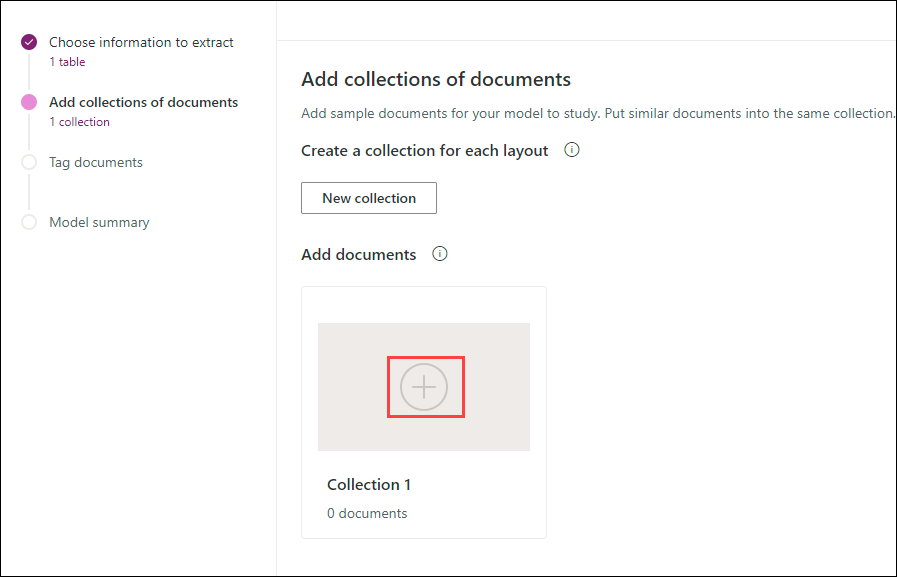 Choose information to extract
1 table
Add collections of documents
1 collection
Tag documents
Model summary
Add collections of documents
Add sample documents for your model to study. Put similar documents into the same collection.
Create a collection for each layout
New collection
Add documents
Collection 1
0 documents